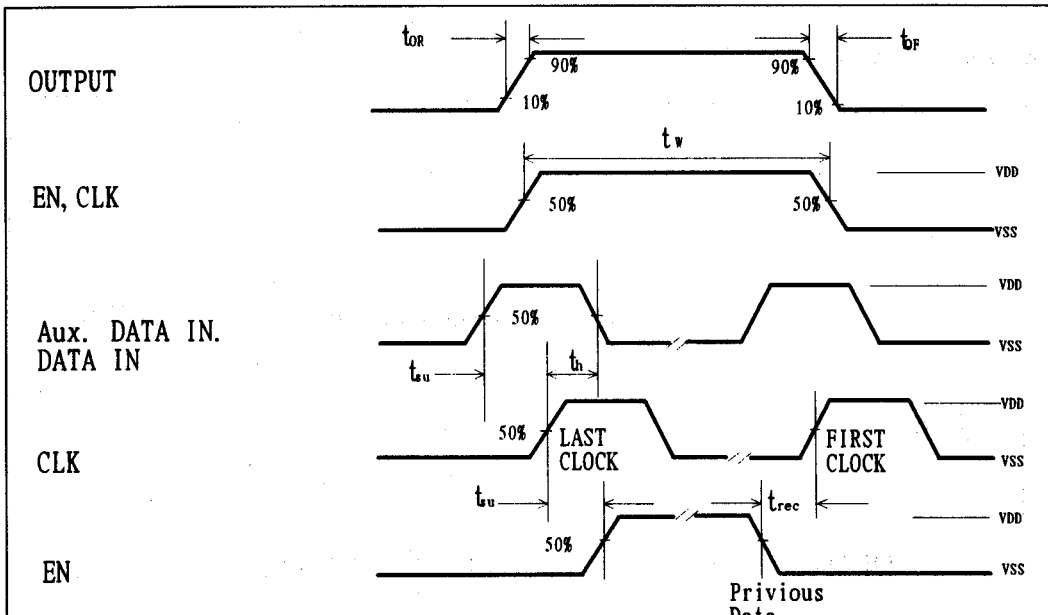 tOR tOF
OUTPUT 90% 90%
10% 10%
tW
EN, CLK VDD
50% 50%
VSS
VDD
Aux. DATA IN. 50%
DATA IN VSS
tsu th
VDD
50% LAST FIRST
CLK CLOCK CLOCK
VSS
tsu trec
VDD
50%
EN VSS
Privious
Data